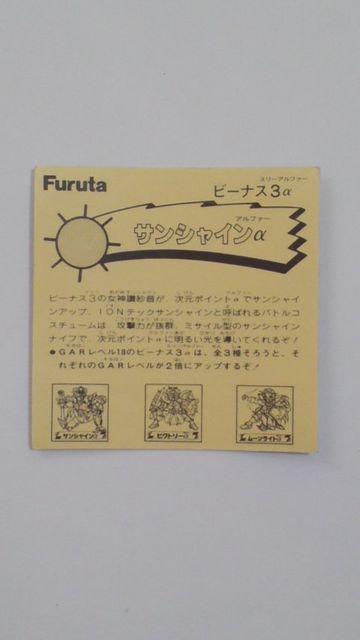 Furuta
スリーアルファー
ビーナス3α
アルファー
サンシャインα
ビーナス3の女神讃紗音が、次元ポイントαでサンシャイ
ンアップ。IONテックサンシャインと呼ばれるバトルコ
スチュームは、攻撃力が抜群。ミサイル型のサンシャイン
ナイフで、次元ポイントαに明るい光を導いてくれるぞ!
●GARレベル18のビーナス3αは、全3種そろうと、そ
れぞれのGARレベルが2倍にアップするぞ!
サンシャインα
ビクトリーα
ムーンライトα